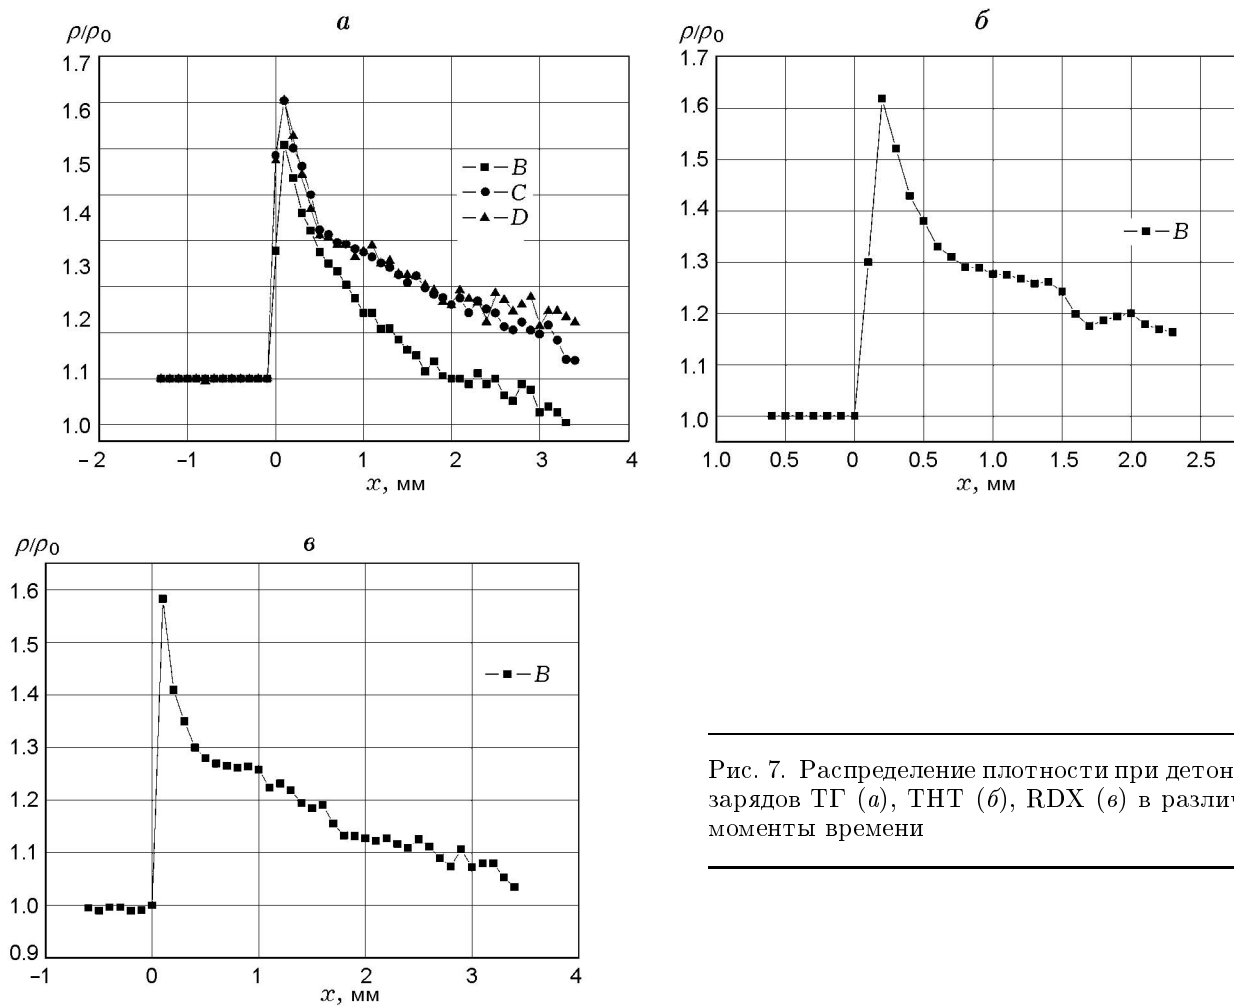 а
ρ/ρ0
1.7
1.6
1.5
1.4
1.3
1.2
1.1
1.0
−2 −1 0 1 2 3 4
x, мм
B
C
D
б
ρ/ρ0
1.7
1.6
1.5
1.4
1.3
1.2
1.1
1.0
1.0 0.5 0 0.5 1.0 1.5 2.0 2.5
x, мм
B
в
ρ/ρ0
1.6
1.5
1.4
1.3
1.2
1.1
1.0
0.9
−1 0 1 2 3 4
x, мм
B
Рис. 7. Распределение плотности при детон
зарядов ТГ (а), ТНТ (б), RDX (в) в различ
моменты времени